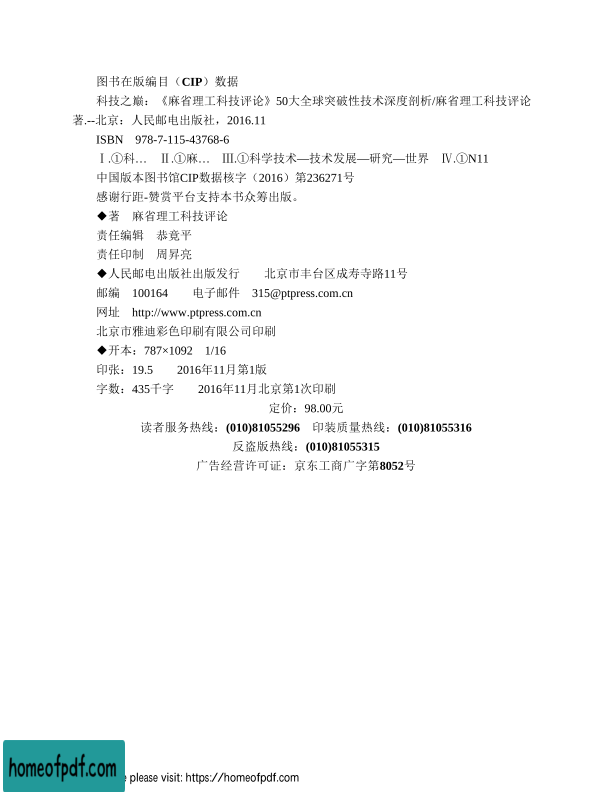 图书在版编目（CIP）数据
科技之巅：《麻省理工科技评论》50大全球突破性技术深度剖析/麻省理工科技评论
著.--北京：人民邮电出版社，2016.11
ISBN　978-7-115-43768-6
Ⅰ.①科…　Ⅱ.①麻…　Ⅲ.①科学技术—技术发展—研究—世界　Ⅳ.①N11
中国版本图书馆CIP数据核字（2016）第236271号
感谢行距-赞赏平台支持本书众筹出版。
◆著　麻省理工科技评论
责任编辑　恭竟平
责任印制　周昇亮
◆人民邮电出版社出版发行　　北京市丰台区成寿寺路11号
邮编　100164　　电子邮件　315@ptpress.com.cn
网址　http://www.ptpress.com.cn
北京市雅迪彩色印刷有限公司印刷
◆开本：787×1092　1/16
印张：19.5　　2016年11月第1版
字数：435千字　　2016年11月北京第1次印刷
定价：98.00元
读者服务热线：(010)81055296　印装质量热线：(010)81055316
反盗版热线：(010)81055315
广告经营许可证：京东工商广字第8052号
homeofpdf.com
please visit: https://homeofpdf.com